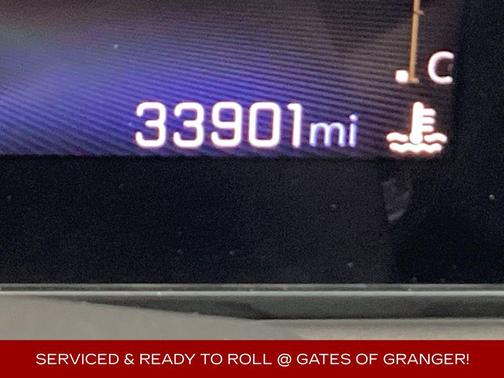 C
33901mi
SERVICED & READY TO ROLL @ GATES OF GRANGER!